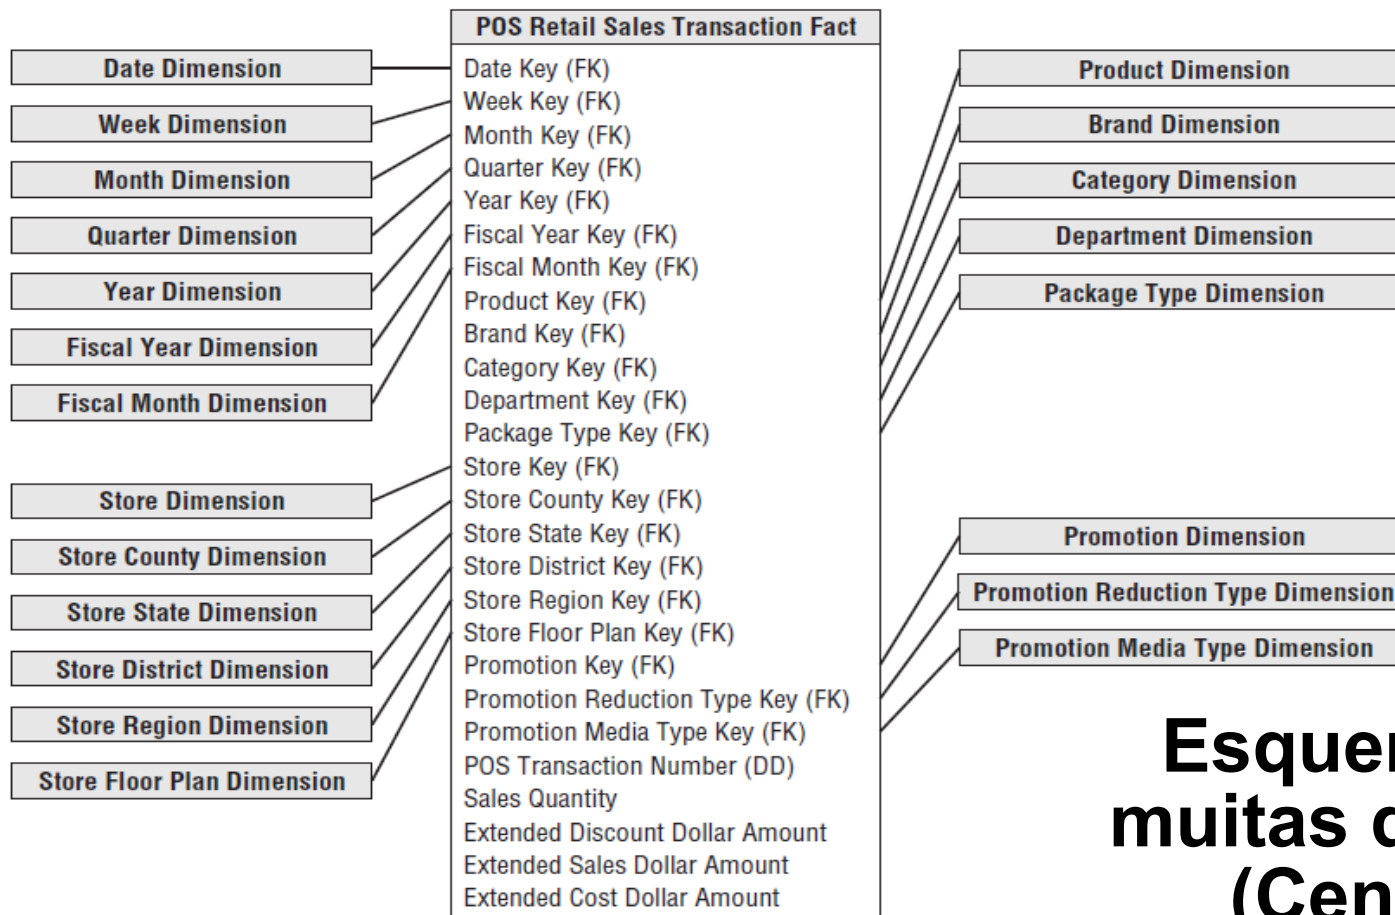 POS Retail Sales Transaction Fact
Date Key (FK)
Week Key (FK)
Month Key (FK)
Quarter Key (FK)
Year Key (FK)
Fiscal Year Key (FK)
Fiscal Month Key (FK)
Product Key (FK)
Brand Key (FK)
Category Key (FK)
Department Key (FK)
Package Type Key (FK)
Store Key (FK)
Store County Key (FK)
Store State Key (FK)
Store District Key (FK)
Store Region Key (FK)
Store Floor Plan Key (FK)
Promotion Key (FK)
Promotion Reduction Type Key (FK)
Promotion Media Type Key (FK)
POS Transaction Number (DD)
Sales Quantity
Extended Discount Dollar Amount
Extended Sales Dollar Amount
Extended Cost Dollar Amount
Date Dimension
Week Dimension
Month Dimension
Quarter Dimension
Year Dimension
Fiscal Year Dimension
Fiscal Month Dimension
Store Dimension
Store County Dimension
Store State Dimension
Store District Dimension
Store Region Dimension
Store Floor Plan Dimension
Product Dimension
Brand Dimension
Category Dimension
Department Dimension
Package Type Dimension
Promotion Dimension
Promotion Reduction Type Dimension
Promotion Media Type Dimension
muitas